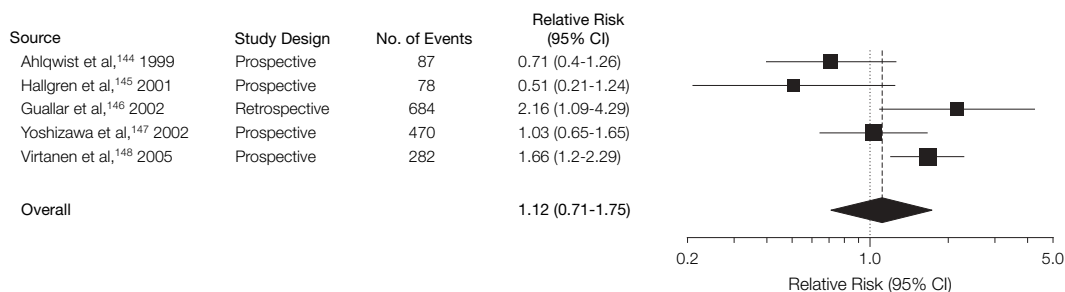 Relative Risk
Source Study Design No. of Events (95% CI)
Ahlqwist et al,¹⁴⁴ 1999 Prospective 87 0.71 (0.4-1.26)
Hallgren et al,¹⁴⁵ 2001 Prospective 78 0.51 (0.21-1.24)
Guallar et al,¹⁴⁶ 2002 Retrospective 684 2.16 (1.09-4.29)
Yoshizawa et al,¹⁴⁷ 2002 Prospective 470 1.03 (0.65-1.65)
Virtanen et al,¹⁴⁸ 2005 Prospective 282 1.66 (1.2-2.29)
Overall 1.12 (0.71-1.75)
0.2 1.0 5.0
Relative Risk (95% CI)